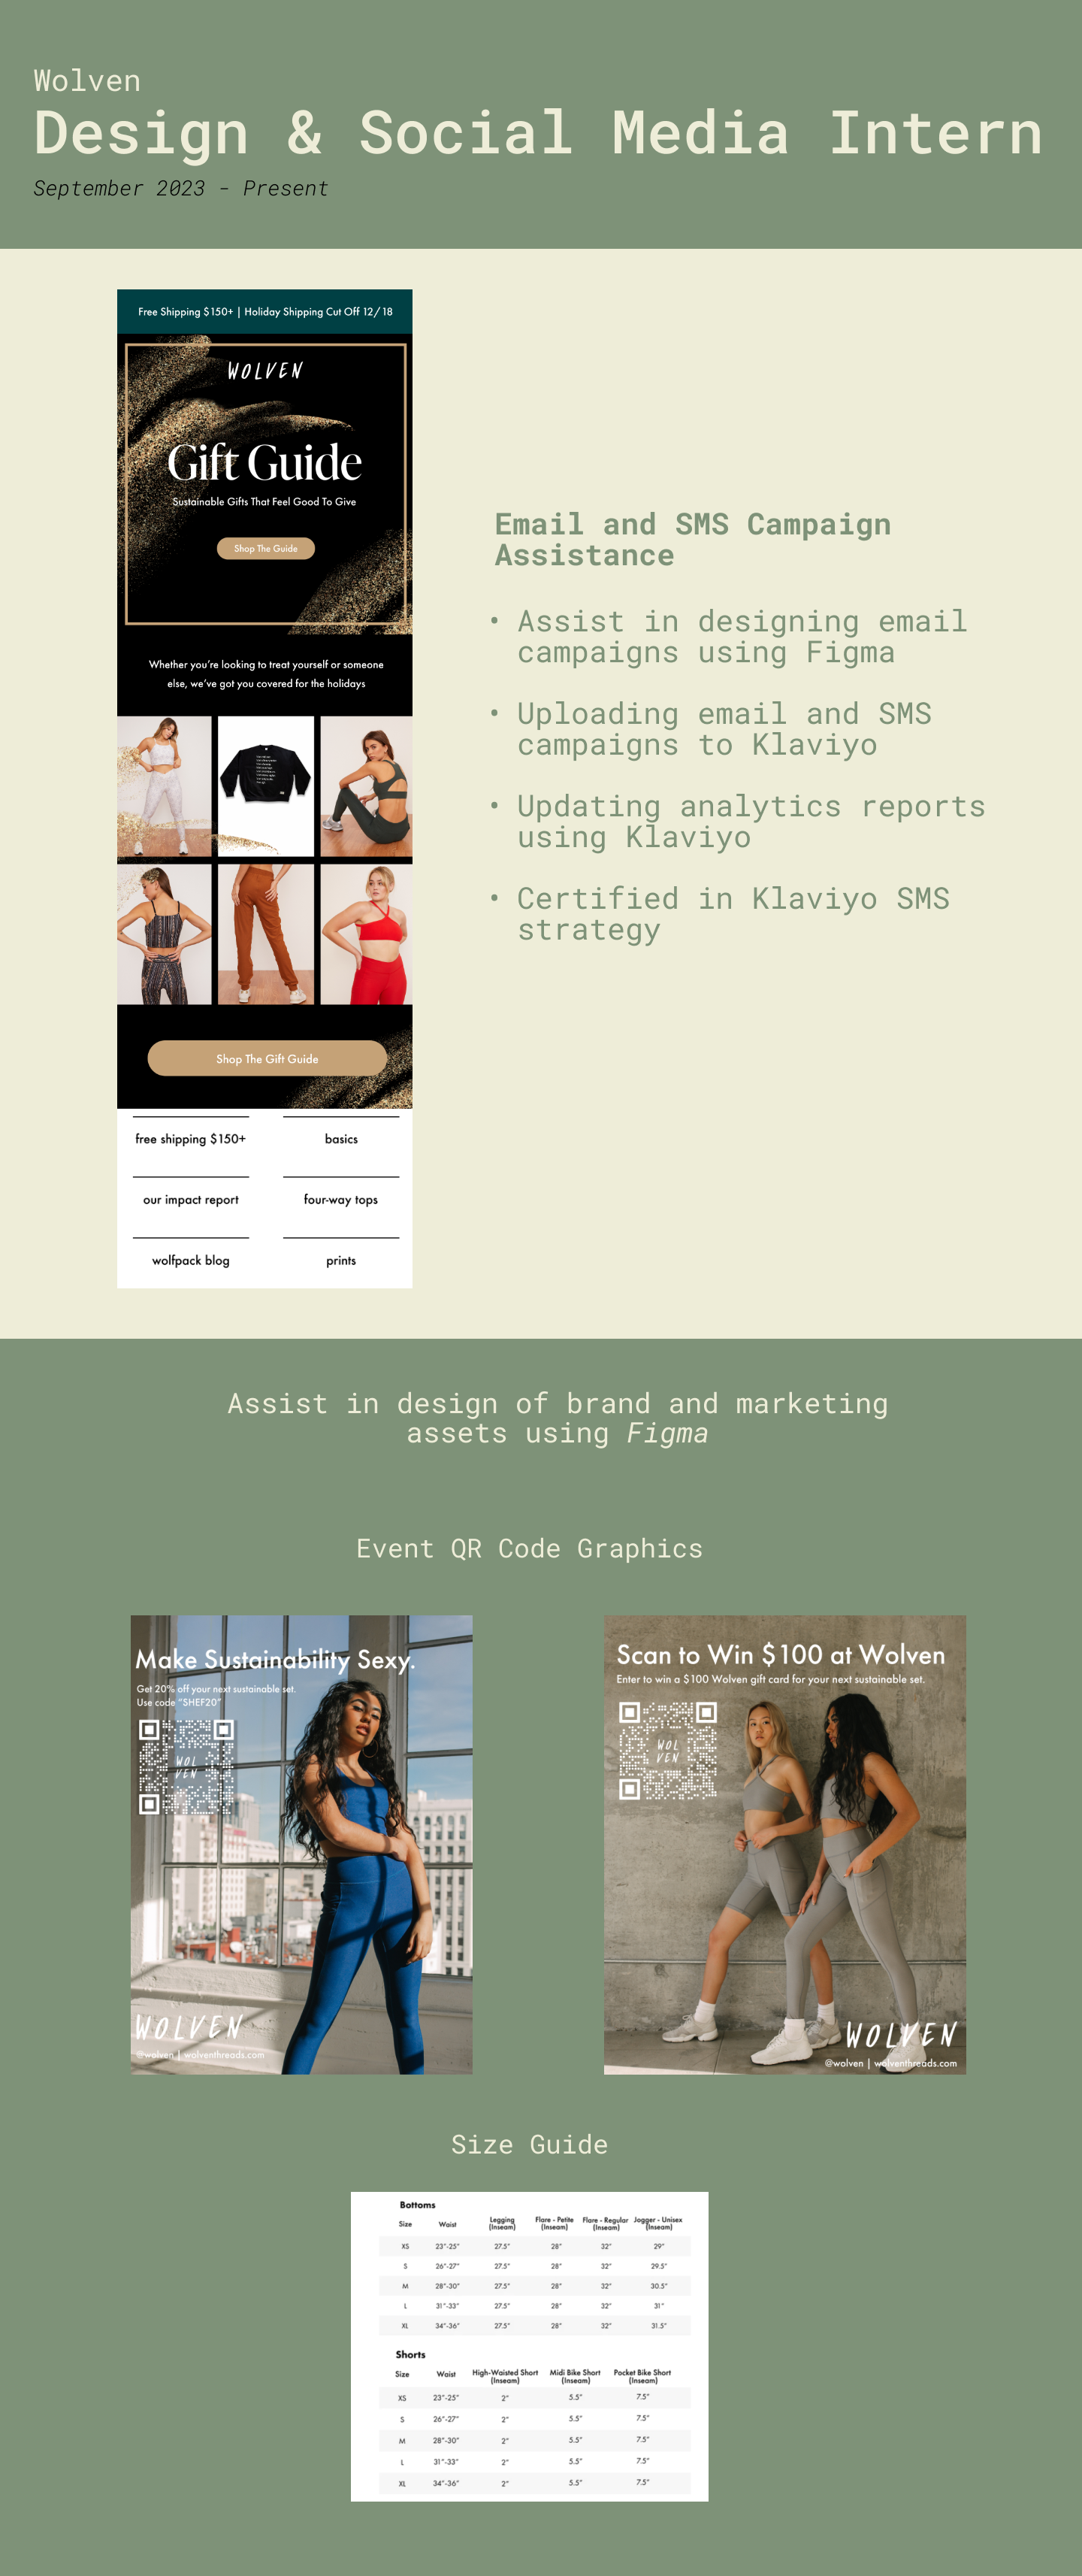 Wolven
Design & Social Media Intern
September 2023 - Present
Free Shipping $150+ | Holiday Shipping Cut Off 12/18
WOLVEN
Gift Guide
Sustainable Gifts That Feel Good To Give
Shop The Guide
Whether you're looking to treat yourself or someone
else, we've got you covered for the holidays
Shop The Gift Guide
free shipping $150+ basics
our impact report four-way tops
wolfpack blog prints
Email and SMS Campaign
Assistance
• Assist in designing email
campaigns using Figma
• Uploading email and SMS
campaigns to Klaviyo
• Updating analytics reports
using Klaviyo
• Certified in Klaviyo SMS
strategy
Assist in design of brand and marketing
assets using Figma
Event QR Code Graphics
Make Sustainability Sexy.
Get 20% off your next sustainable set.
Use code "SHEF20"
WOL
VEN
WOLVEN
@wolven | wolventhreads.com
Scan to Win $100 at Wolven
Enter to win a $100 Wolven gift card for your next sustainable set.
WOL
VEN
WOLVEN
@wolven | wolventhreads.com
Size Guide
Bottoms
Size Waist Legging (Inseam) Flare - Petite (Inseam) Flare - Regular (Inseam) Jogger - Unisex (Inseam)
XS 23"-25" 27.5" 28" 32" 29"
S 26"-27" 27.5" 28" 32" 29.5"
M 28"-30" 27.5" 28" 32" 30.5"
L 31"-33" 27.5" 28" 32" 31"
XL 34"-36" 27.5" 28" 32" 31.5"
Shorts
Size Waist High-Waisted Short (Inseam) Midi Bike Short (Inseam) Pocket Bike Short (Inseam)
XS 23"-25" 2" 5.5" 7.5"
S 26"-27" 2" 5.5" 7.5"
M 28"-30" 2" 5.5" 7.5"
L 31"-33" 2" 5.5" 7.5"
XL 34"-36" 2" 5.5" 7.5"